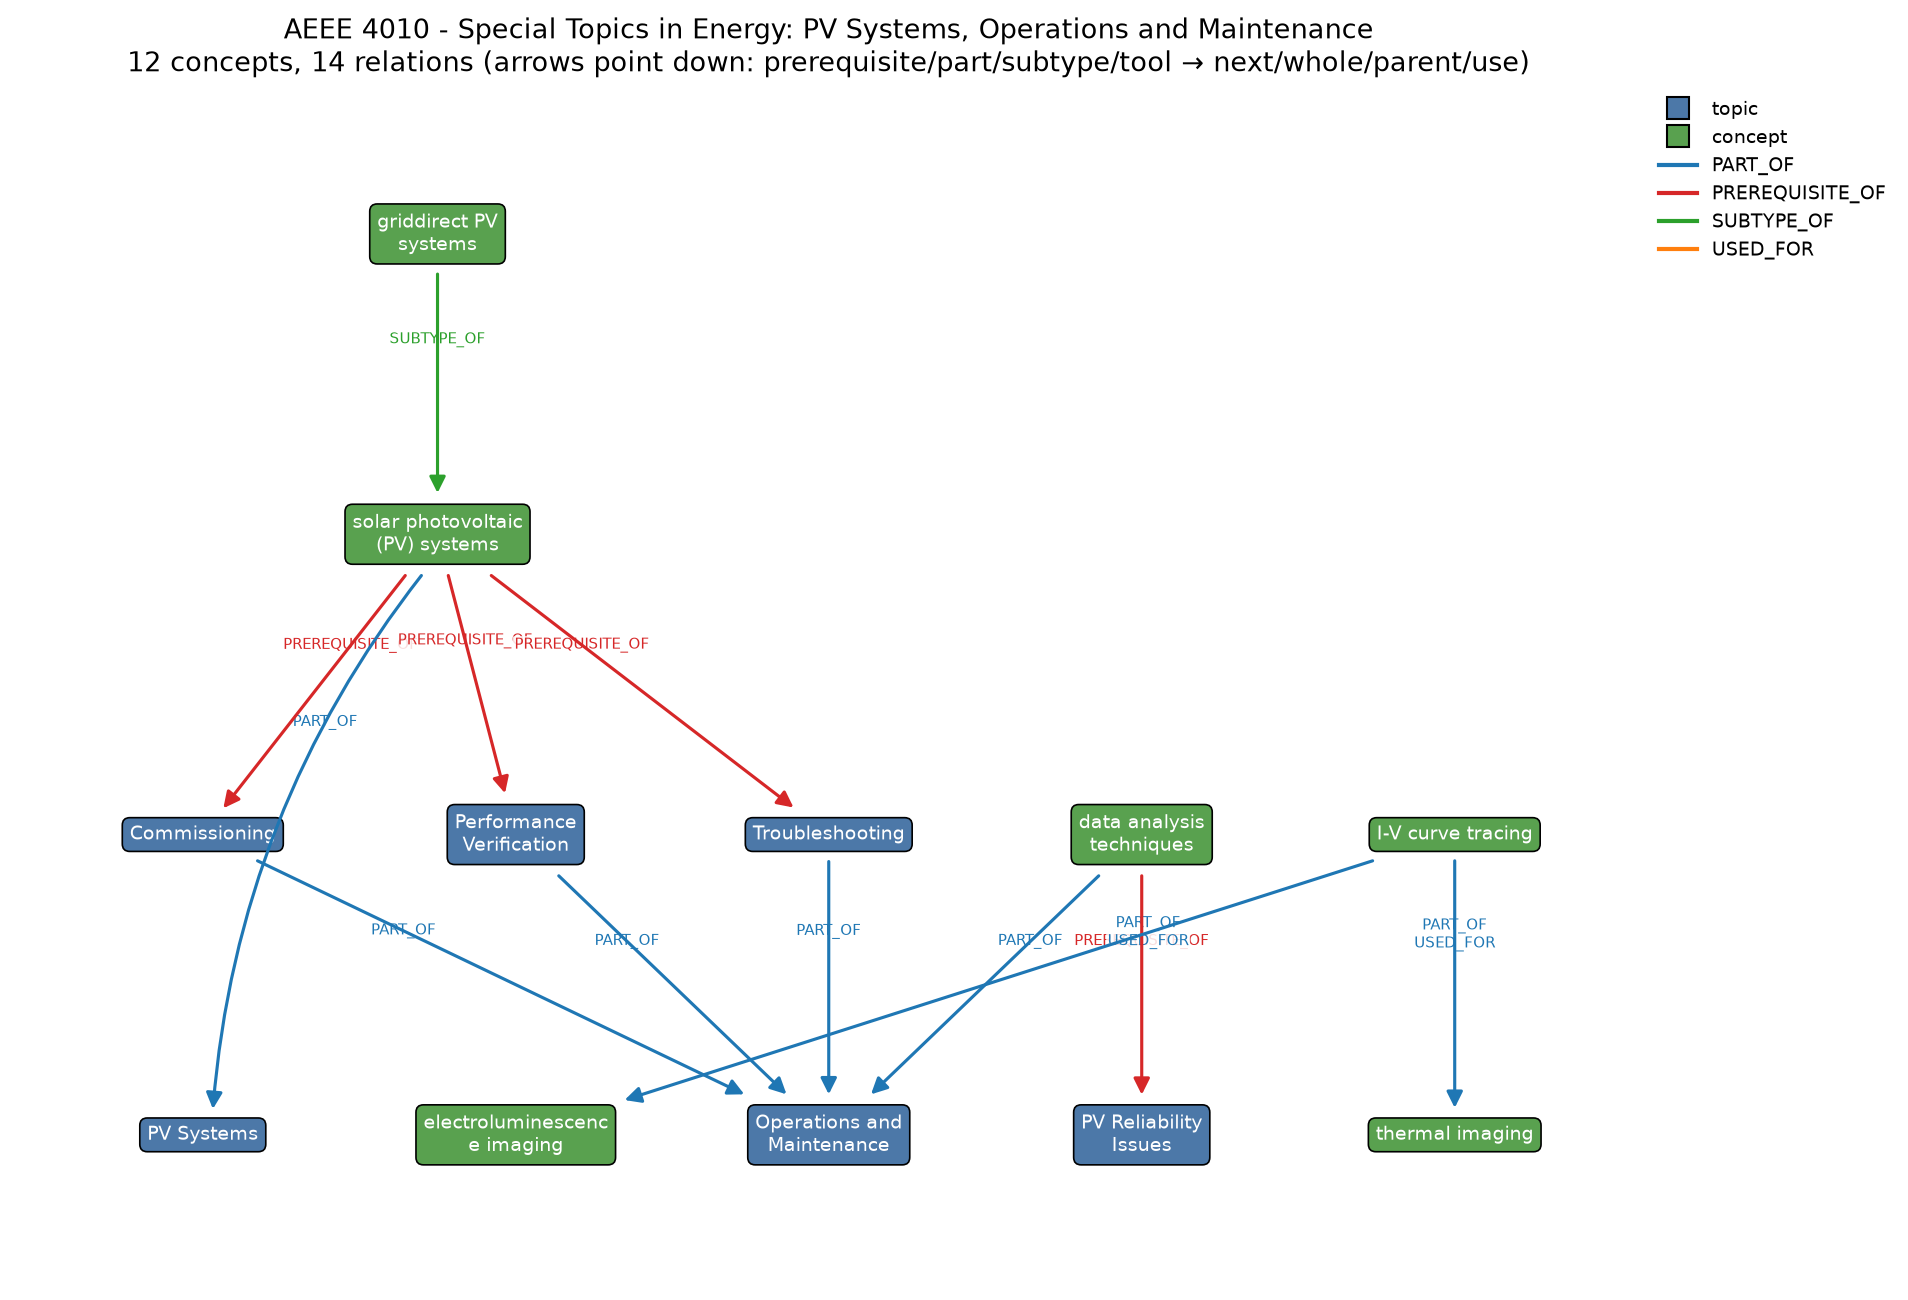 AEEE 4010 - Special Topics in Energy: PV Systems, Operations and Maintenance
12 concepts, 14 relations (arrows point down: prerequisite/part/subtype/tool → next/whole/parent/use)
topic
concept
PART_OF
PREREQUISITE_OF
SUBTYPE_OF
USED_FOR
griddirect PV
systems
SUBTYPE_OF
solar photovoltaic
(PV) systems
PREREQUISITE_
PREREQUISITE_OF
PREREQUISITE_OF
PART_OF
Commissioning
Performance
Verification
Troubleshooting
data analysis
techniques
I-V curve tracing
PART_OF
PART_OF
PART_OF
PART_OF
PART_OF
USED_FOR
PART_OF
USED_FOR
PV Systems
electroluminescenc
e imaging
Operations and
Maintenance
PV Reliability
Issues
thermal imaging